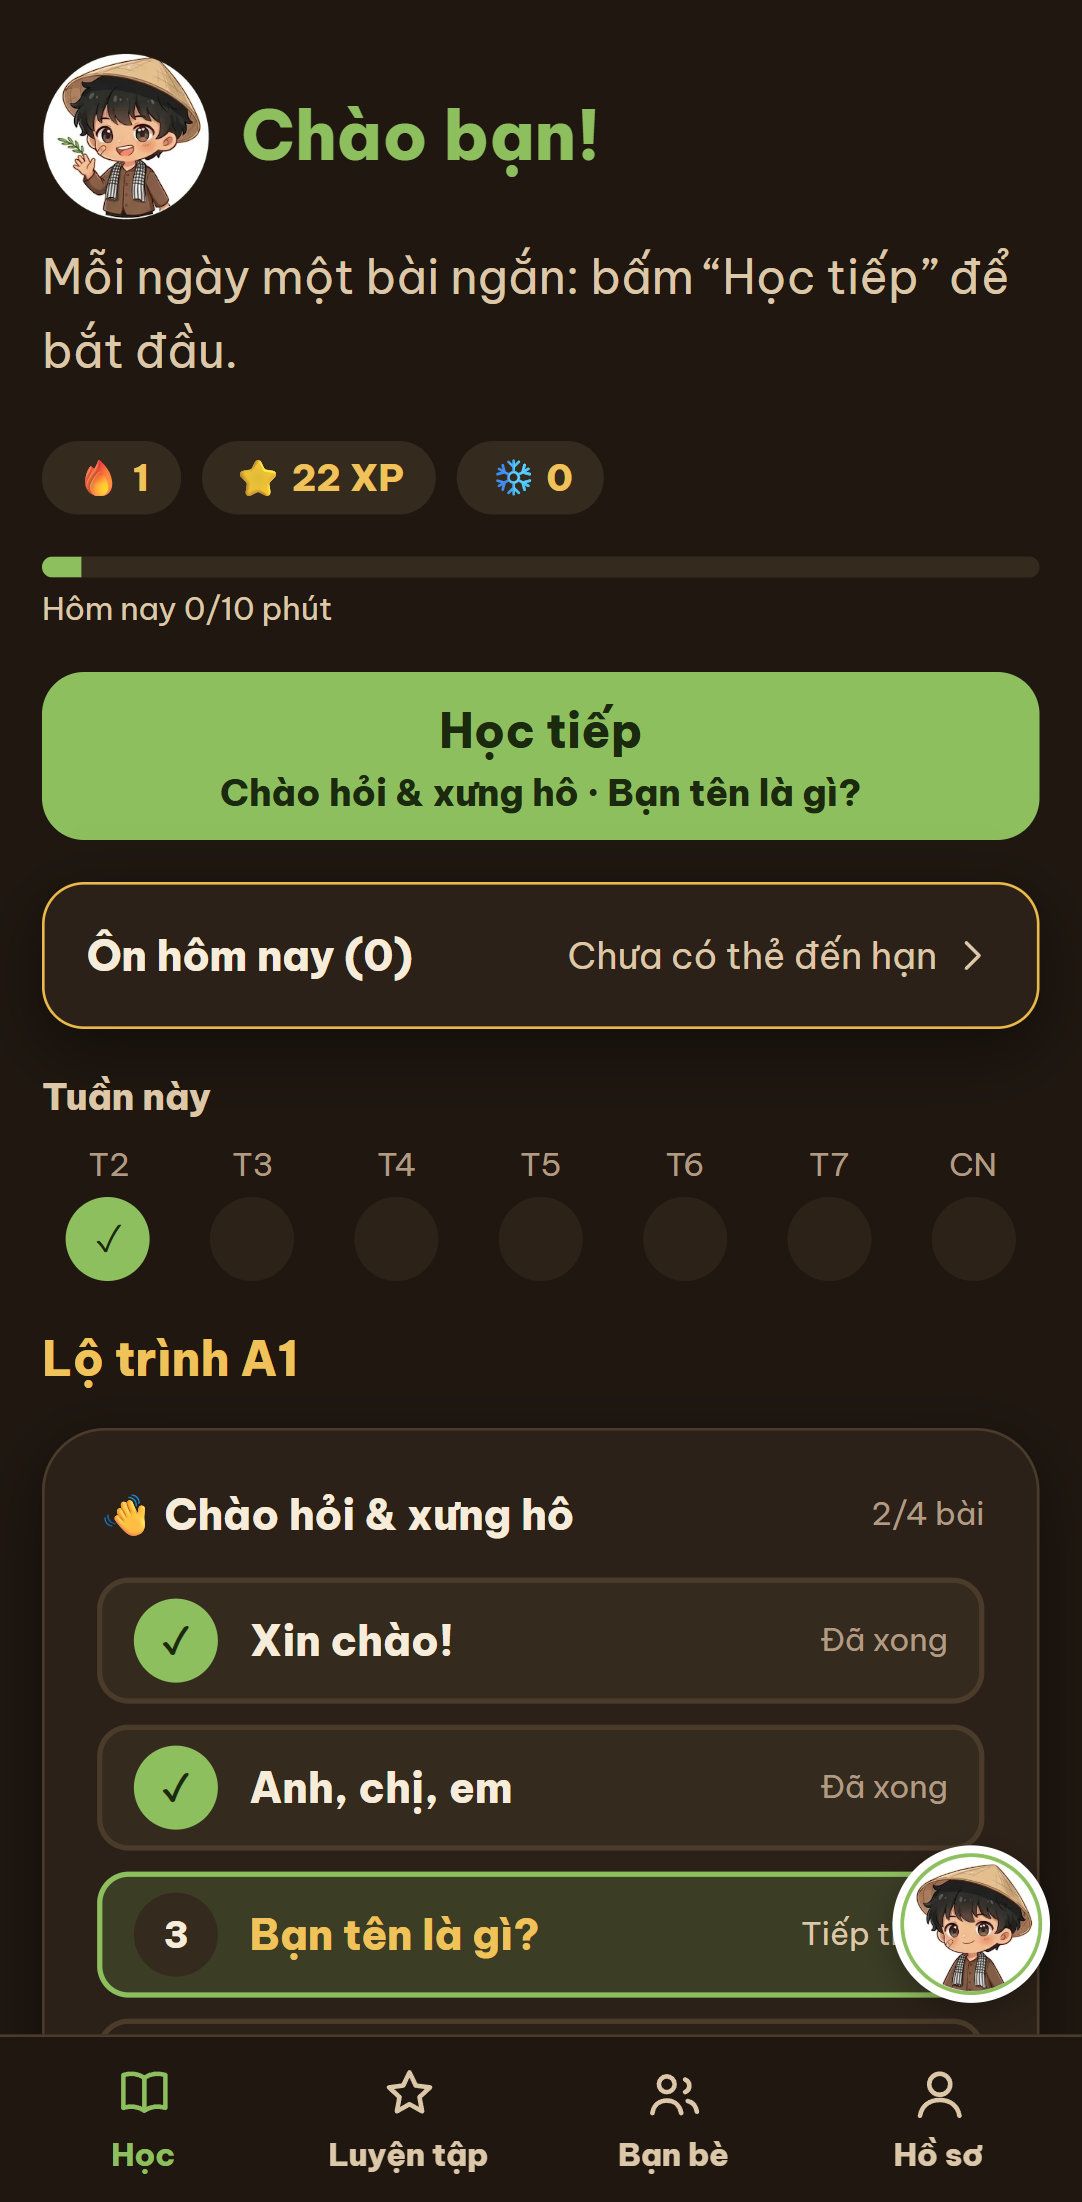 Chào bạn!
Mỗi ngày một bài ngắn: bấm “Học tiếp” để
bắt đầu.
1
22 XP
0
Hôm nay 0/10 phút
Học tiếp
Chào hỏi & xưng hô · Bạn tên là gì?
Ôn hôm nay (0)
Chưa có thẻ đến hạn
Tuần này
T2 T3 T4 T5 T6 T7 CN
Lộ trình A1
Chào hỏi & xưng hô
2/4 bài
Xin chào!
Đã xong
Anh, chị, em
Đã xong
3
Bạn tên là gì?
Tiếp
Học
Luyện tập
Bạn bè
Hồ sơ